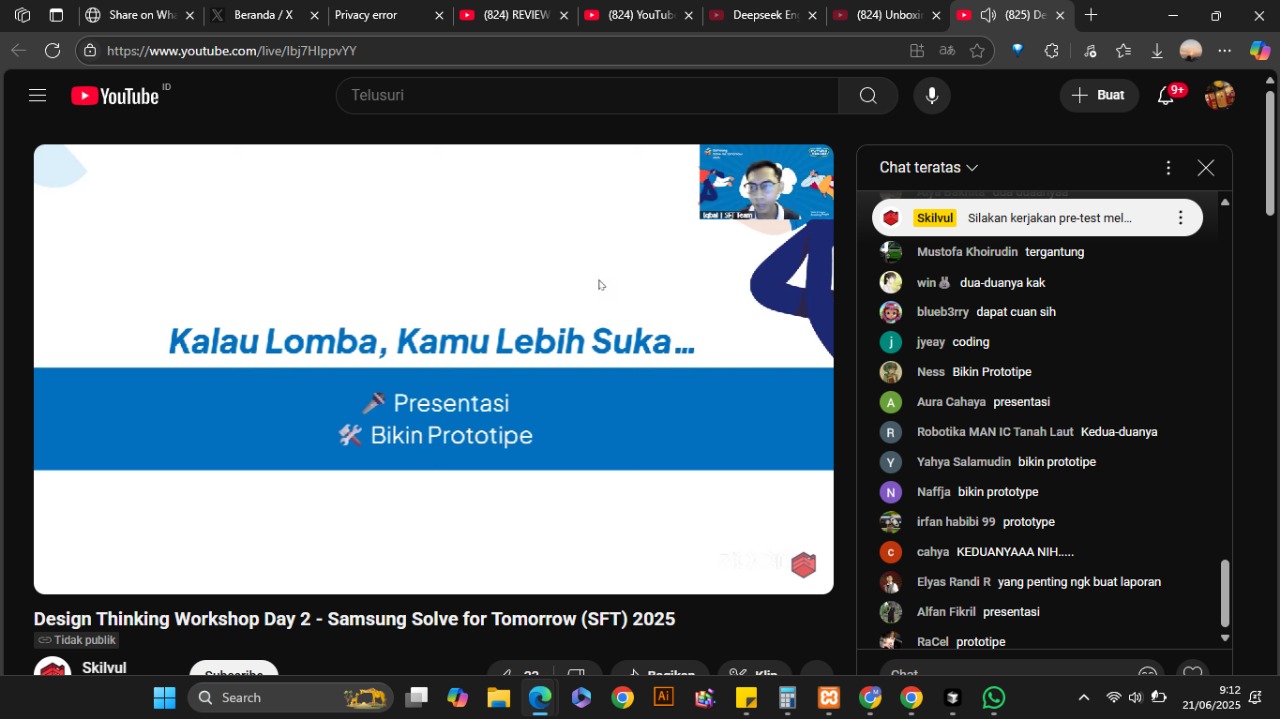 Share on Wha
Beranda / X
Privacy error
(824) REVIEW
(824) YouTub
Deepseek Eng
(824) Unboxi
(825) De
https://www.youtube.com/live/Ibj7HIppvYY
YouTube ID
Telusuri
Buat
9+
Iqbal | SFT Team
Kalau Lomba, Kamu Lebih Suka...
Presentasi
Bikin Prototipe
Chat teratas
Skilvul Silakan kerjakan pre-test mel...
Mustofa Khoirudin tergantung
win dua-duanya kak
blueb3rry dapat cuan sih
j jyeay coding
Ness Bikin Prototipe
A Aura Cahaya presentasi
R Robotika MAN IC Tanah Laut Kedua-duanya
Y Yahya Salamudin bikin prototipe
N Naffja bikin prototype
irfan habibi 99 prototype
c cahya KEDUANYAAA NIH.....
Elyas Randi R yang penting ngk buat laporan
Alfan Fikril presentasi
RaCel prototipe
Chat
Design Thinking Workshop Day 2 - Samsung Solve for Tomorrow (SFT) 2025
Tidak publik
Skilvul
Subscribe
Bagikan
Klip
Search
Ai
9:12
21/06/2025